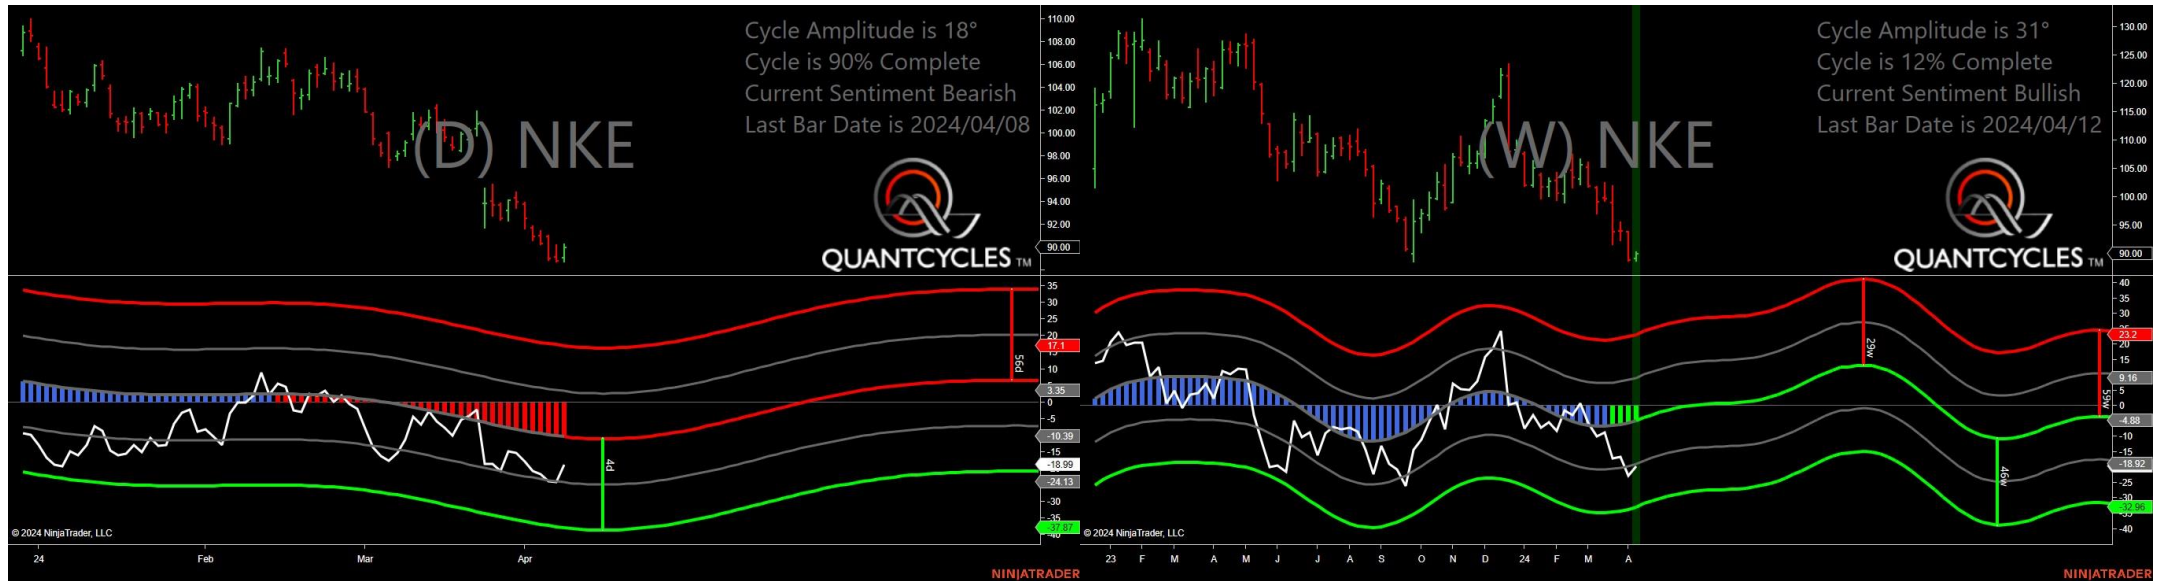 Cycle Amplitude is 18°
Cycle is 90% Complete
Current Sentiment Bearish
Last Bar Date is 2024/04/08
(D) NKE
QUANTCYCLES TM
110.00
108.00
106.00
104.00
102.00
100.00
98.00
96.00
94.00
92.00
90.00
35
30
25
20
17.1
15
10
5
3.35
0
-5
-10.39
-15
-18.99
-24.13
-30
-35
-37.87
-40
56d
4d
© 2024 NinjaTrader, LLC
24 Feb Mar Apr
NINJATRADER
Cycle Amplitude is 31°
Cycle is 12% Complete
Current Sentiment Bullish
Last Bar Date is 2024/04/12
(W) NKE
QUANTCYCLES TM
130.00
125.00
120.00
115.00
110.00
105.00
100.00
95.00
90.00
40
35
30
23.2
20
15
9.16
5
0
-4.88
-10
-15
-18.92
-25
-30
-32.96
-40
29w
46w
59w
© 2024 NinjaTrader, LLC
23 F M A M J J A S O N D 24 F M A
NINJATRADER